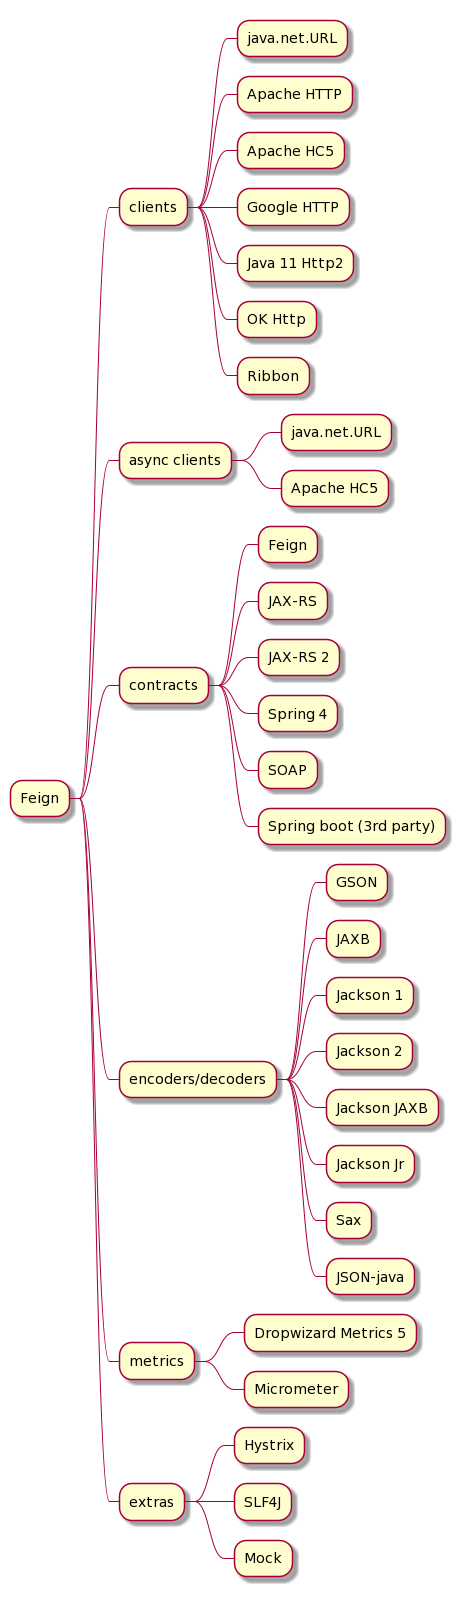 Feign
clients
java.net.URL
Apache HTTP
Apache HC5
Google HTTP
Java 11 Http2
OK Http
Ribbon
async clients
java.net.URL
Apache HC5
contracts
Feign
JAX-RS
JAX-RS 2
Spring 4
SOAP
Spring boot (3rd party)
encoders/decoders
GSON
JAXB
Jackson 1
Jackson 2
Jackson JAXB
Jackson Jr
Sax
JSON-java
metrics
Dropwizard Metrics 5
Micrometer
extras
Hystrix
SLF4J
Mock